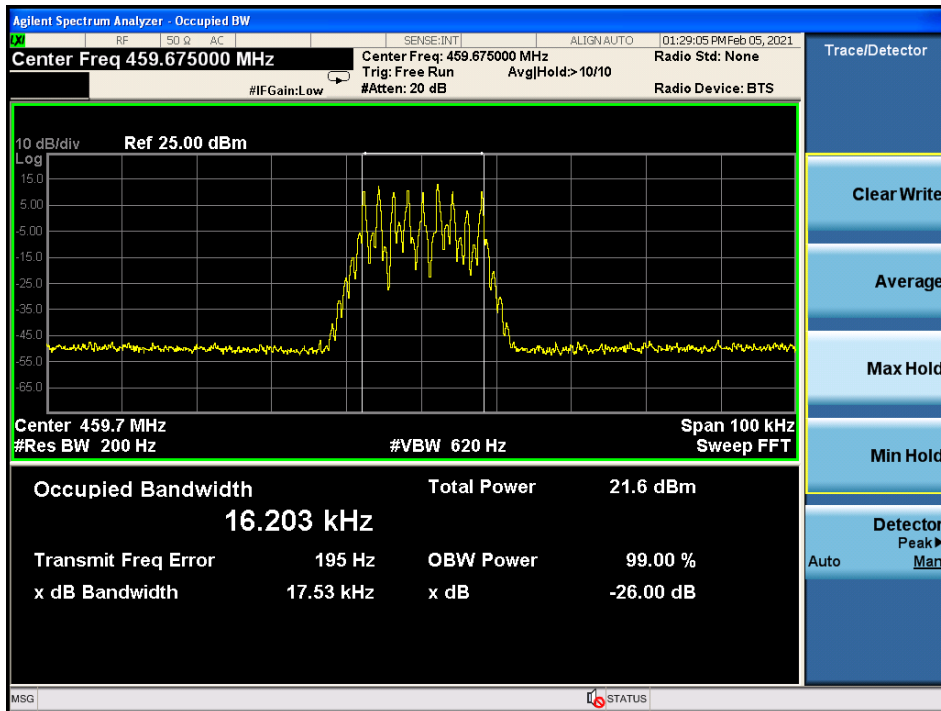 Agilent Spectrum Analyzer - Occupied BW
LXI
RF 50 Ω AC SENSE:INT ALIGN AUTO 01:29:05 PM Feb 05, 2021
Center Freq 459.675000 MHz
Center Freq: 459.675000 MHz Radio Std: None
Trig: Free Run Avg|Hold:> 10/10
#IFGain:Low #Atten: 20 dB Radio Device: BTS
Trace/Detector
10 dB/div Ref 25.00 dBm
Log
15.0
5.00
-5.00
-15.0
-25.0
-35.0
-45.0
-55.0
-65.0
Center 459.7 MHz Span 100 kHz
#Res BW 200 Hz #VBW 620 Hz Sweep FFT
Occupied Bandwidth Total Power 21.6 dBm
16.203 kHz
Transmit Freq Error 195 Hz OBW Power 99.00 %
x dB Bandwidth 17.53 kHz x dB -26.00 dB
Clear Write
Average
Max Hold
Min Hold
Detector
Peak▶
Auto Man
MSG STATUS